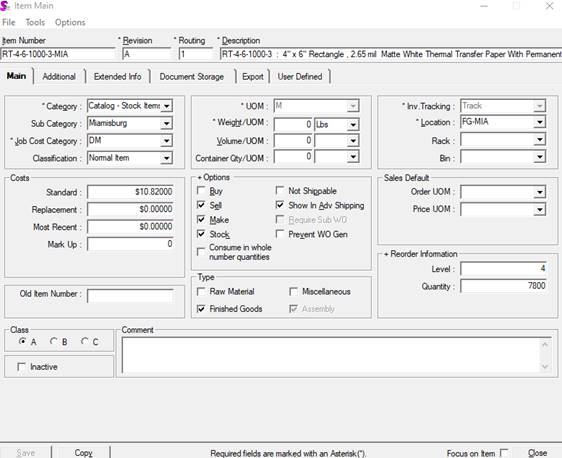 Item Main
File Tools Options
Item Number * Revision * Routing * Description
RT-4-6-1000-3-MIA A 1 RT-4-6-1000-3 : 4" x 6" Rectangle , 2.65 mil Matte White Thermal Transfer Paper With Permanent
Main Additional Extended Info Document Storage Export User Defined
* Category : Catalog - Stock Items
Sub Category : Miamisburg
* Job Cost Category : DM
Classification : Normal Item
* UOM : M
* Weight/UOM : 0 Lbs
Volume/UOM : 0
Container Qty/UOM : 0
* Inv.Tracking : Track
* Location : FG-MIA
Rack :
Bin :
Costs
Standard : $10.82000
Replacement : $0.00000
Most Recent : $0.00000
Mark Up : 0
+ Options
Buy Not Shippable
Sell Show In Adv Shipping
Make Require Sub WO
Stock Prevent WO Gen
Consume in whole
number quantities
Sales Default
Order UOM :
Price UOM :
Type
Raw Material Miscellaneous
Finished Goods Assembly
+ Reorder Information
Level : 4
Quantity : 7800
Old Item Number :
Class
A B C
Inactive
Comment
Save Copy Required fields are marked with an Asterisk(*). Focus on Item Close